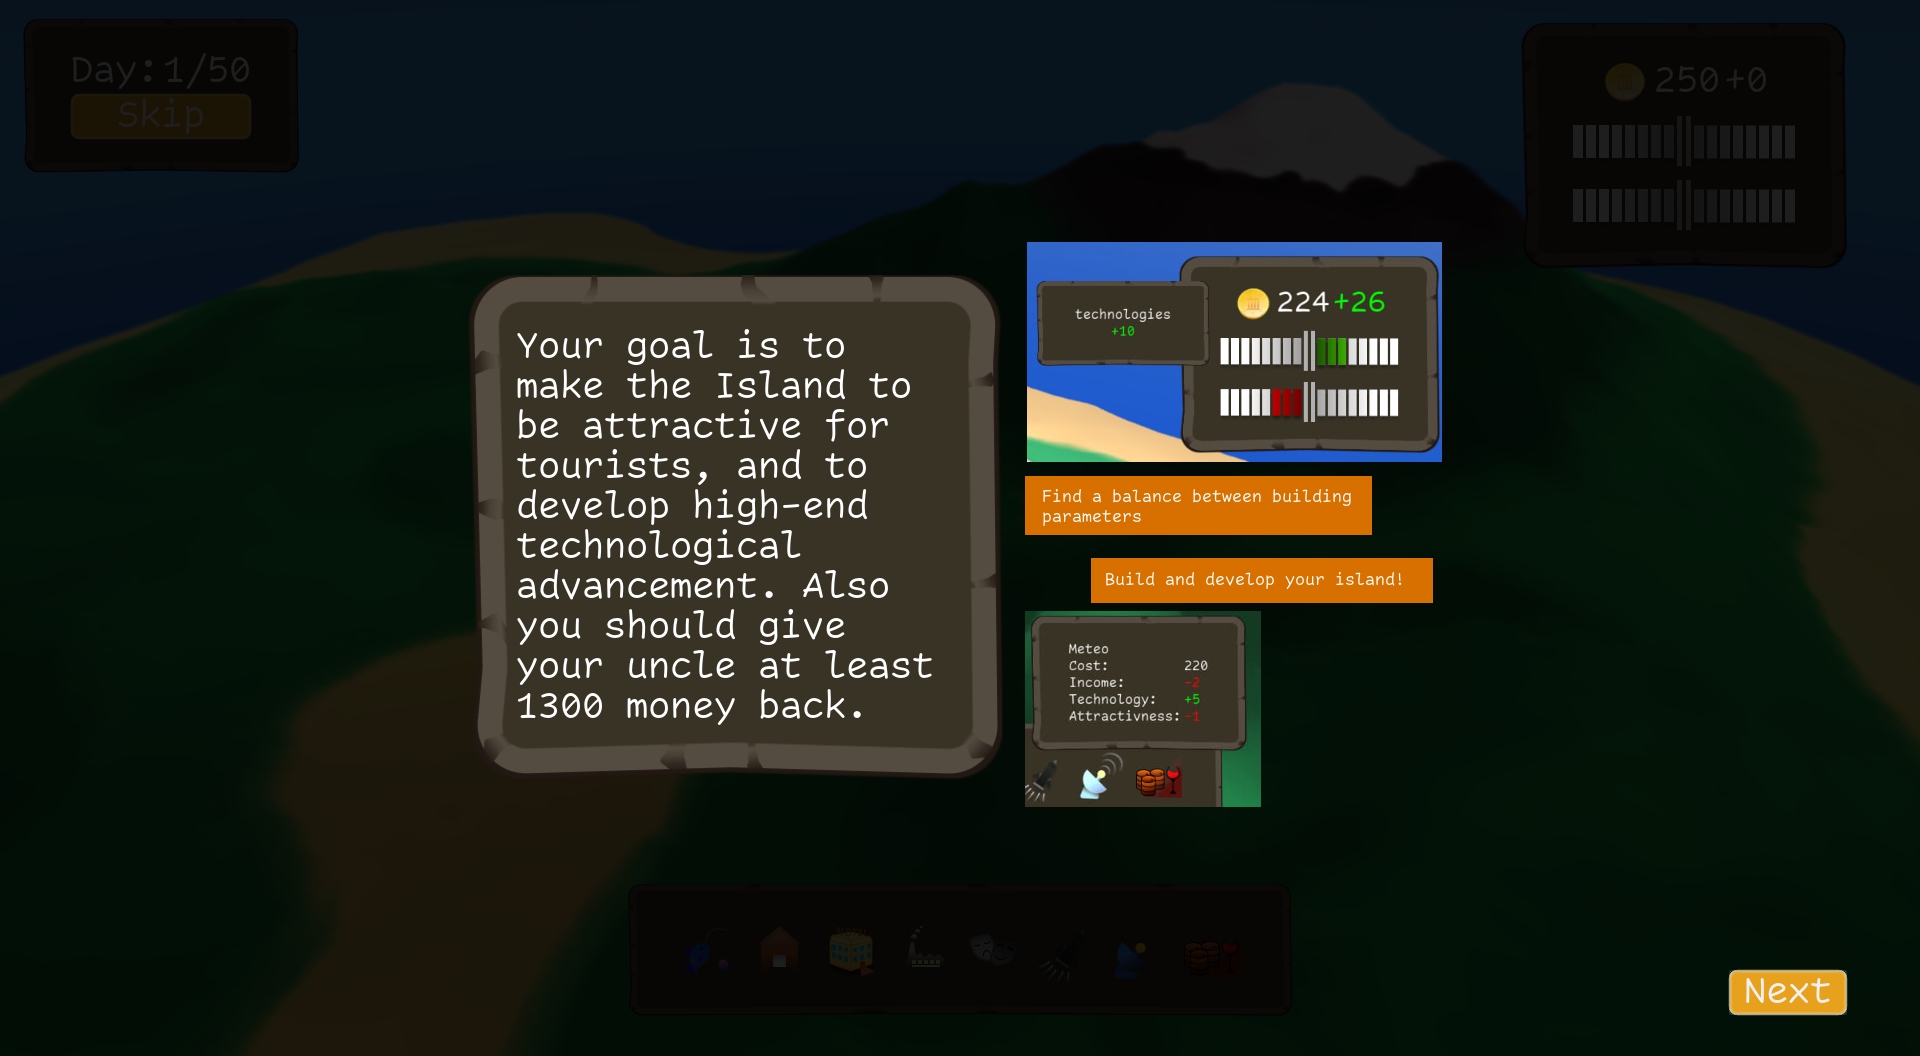 Day:1/50
Skip
250+0
Your goal is to
make the Island to
be attractive for
tourists, and to
develop high-end
technological
advancement. Also
you should give
your uncle at least
1300 money back.
technologies
+10
224+26
Find a balance between building
parameters
Build and develop your island!
Meteo
Cost: 220
Income: -2
Technology: +5
Attractivness: -1
Next